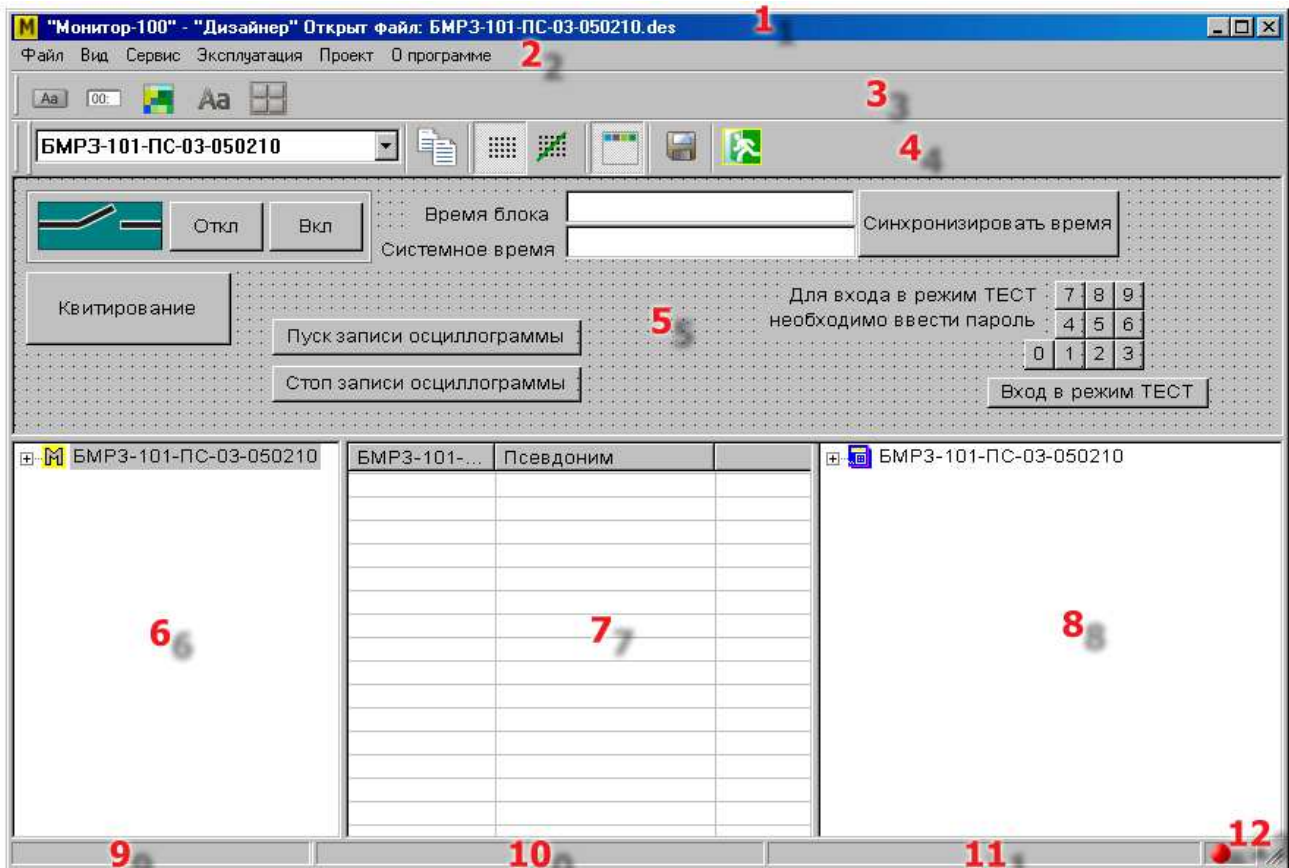 "Монитор-100" - "Дизайнер" Открыт файл: БМРЗ-101-ПС-03-050210.des 1
Файл Вид Сервис Эксплуатация Проект О программе 2
Aa 00: Aa 3
БМРЗ-101-ПС-03-050210 4
Откл Вкл Время блока Синхронизировать время
Системное время
Квитирование
Для входа в режим ТЕСТ 7 8 9
необходимо ввести пароль 4 5 6
5
Пуск записи осциллограммы
0 1 2 3
Стоп записи осциллограммы
Вход в режим ТЕСТ
БМРЗ-101-ПС-03-050210 БМРЗ-101-... Псевдоним БМРЗ-101-ПС-03-050210
6 7 8
9 10 11 12